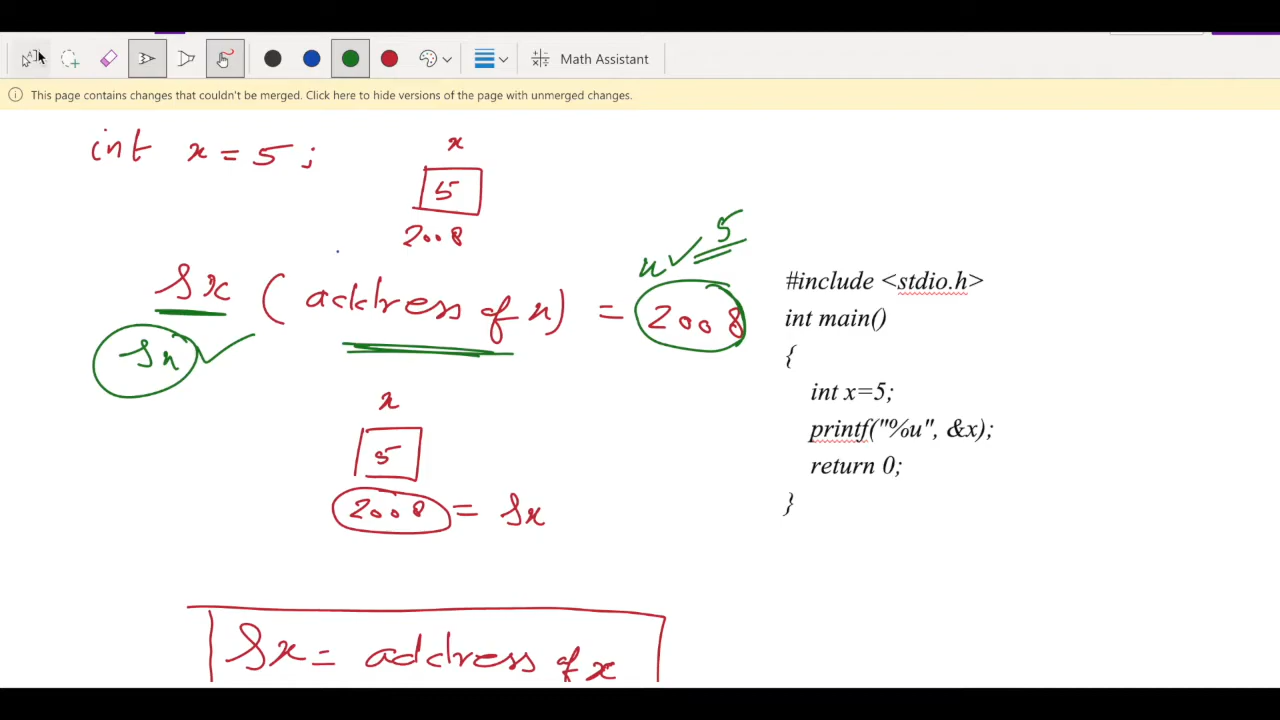 Math Assistant
This page contains changes that couldn't be merged. Click here to hide versions of the page with unmerged changes.
int x = 5 ;
x
5
2008
x ✓ 5
&x ( address of x ) = 2008
&x ✓
x
5
2008 = &x
&x = address of x
#include <stdio.h>
int main()
{
int x=5;
printf("%u", &x);
return 0;
}